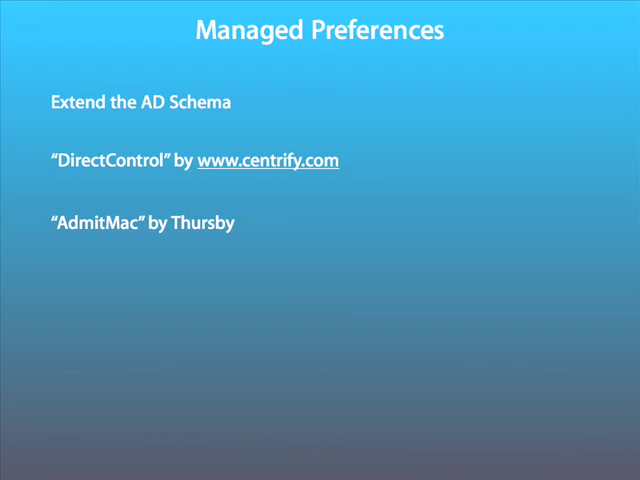 Managed Preferences
Extend the AD Schema
“DirectControl” by www.centrify.com
“AdmitMac” by Thursby